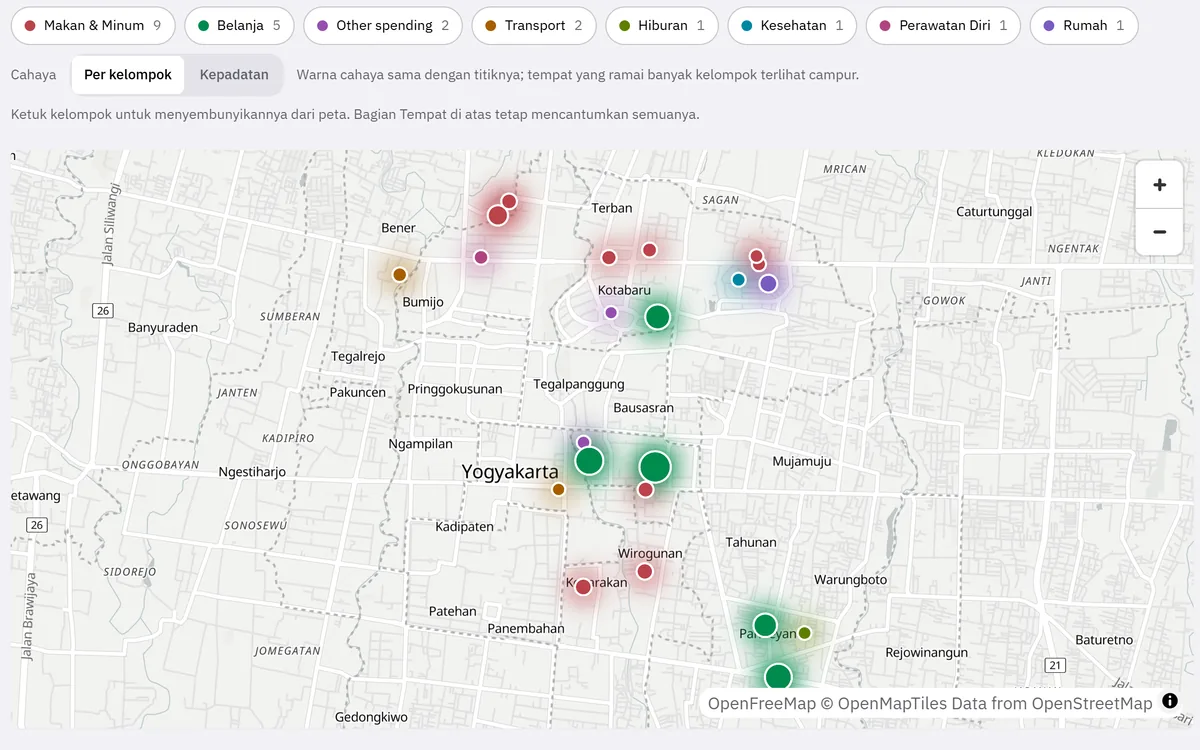 Makan & Minum 9
Belanja 5
Other spending 2
Transport 2
Hiburan 1
Kesehatan 1
Perawatan Diri 1
Rumah 1
Cahaya
Per kelompok
Kepadatan
Warna cahaya sama dengan titiknya; tempat yang ramai banyak kelompok terlihat campur.
Ketuk kelompok untuk menyembunyikannya dari peta. Bagian Tempat di atas tetap mencantumkan semuanya.
KLEDOKAN
MRICAN
+
Jalan Siliwangi
SAGAN
Terban
Caturtunggal
Bener
−
NGENTAK
JANTI
Kotabaru
Bumijo
GOWOK
26
SUMBERAN
Banyuraden
Tegalrejo
Tegalpanggung
JANTEN
Pakuncen
Pringgokusunan
Bausasran
KADIPIRO
Ngampilan
ONGGOBAYAN
Ngestiharjo
Yogyakarta
Mujamuju
etawang
26
SONOSEWU
Kadipaten
Tahunan
Wirogunan
SIDOREJO
Warungboto
Jalan Brawijaya
Patehan
Panembahan
Baturetno
JOMEGATAN
Rejowinangun
21
Gedongkiwo
OpenFreeMap © OpenMapTiles Data from OpenStreetMap